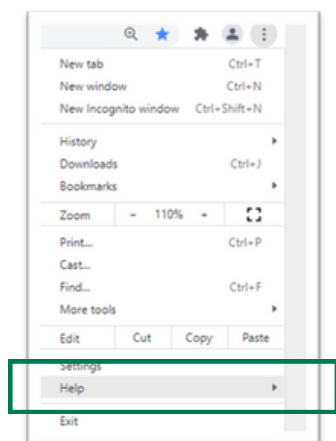 New tab Ctrl+T
New window Ctrl+N
New Incognito window Ctrl+Shift+N
History
Downloads Ctrl+J
Bookmarks
Zoom - 110% +
Print... Ctrl+P
Cast...
Find... Ctrl+F
More tools
Edit Cut Copy Paste
Settings
Help
Exit